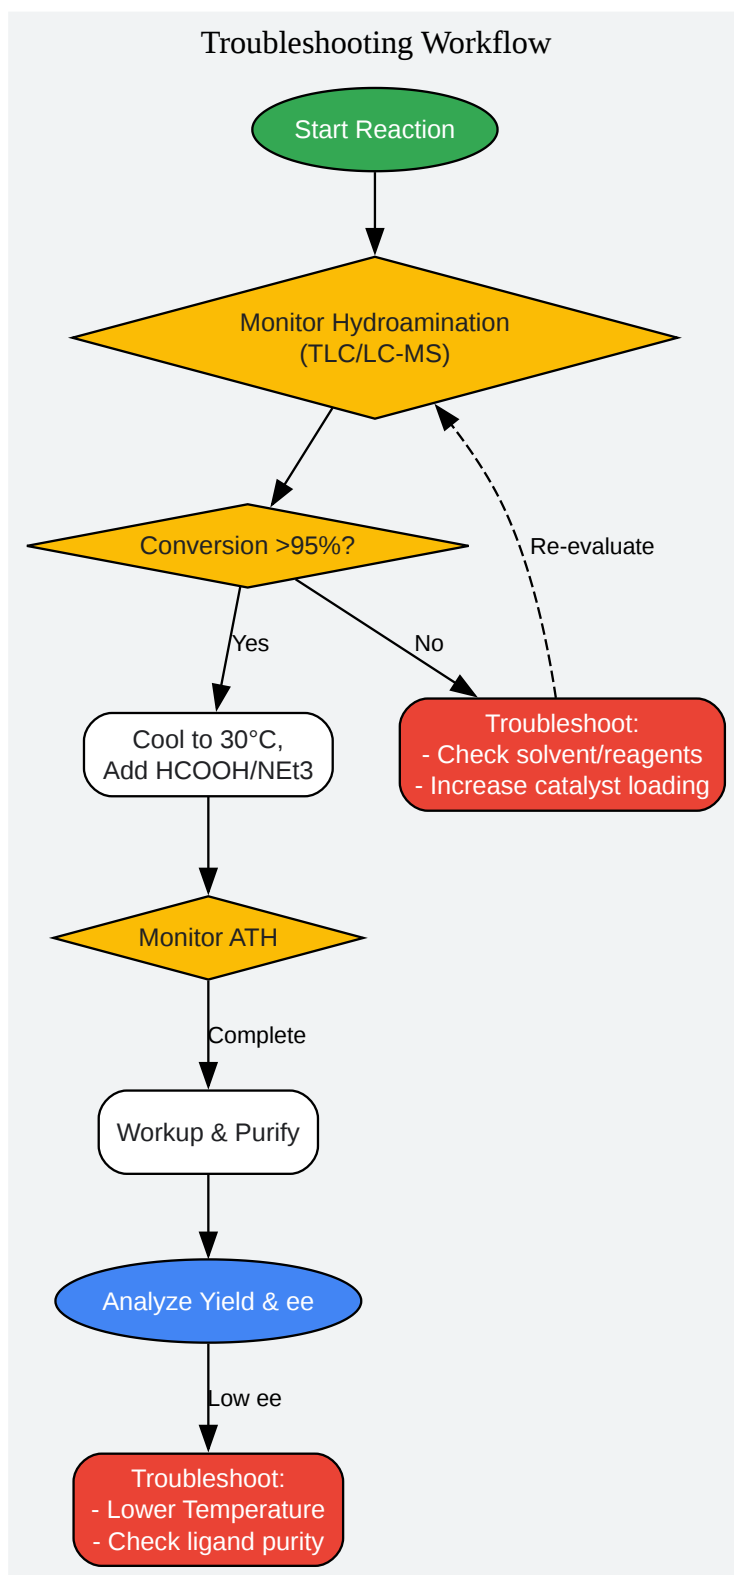 Troubleshooting Workflow
Start Reaction
Monitor Hydroamination
(TLC/LC-MS)
Conversion >95%?
Re-evaluate
Yes
No
Cool to 30°C,
Add HCOOH/NEt3
Troubleshoot:
- Check solvent/reagents
- Increase catalyst loading
Monitor ATH
Complete
Workup & Purify
Analyze Yield & ee
Low ee
Troubleshoot:
- Lower Temperature
- Check ligand purity